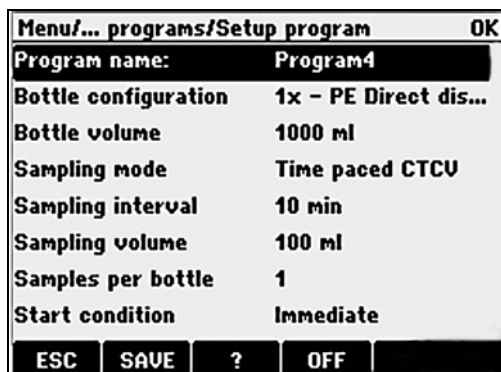 Menu/... programs/Setup program OK
Program name: Program4
Bottle configuration 1x - PE Direct dis...
Bottle volume 1000 ml
Sampling mode Time paced CTCV
Sampling interval 10 min
Sampling volume 100 ml
Samples per bottle 1
Start condition Immediate
ESC SAVE ? OFF